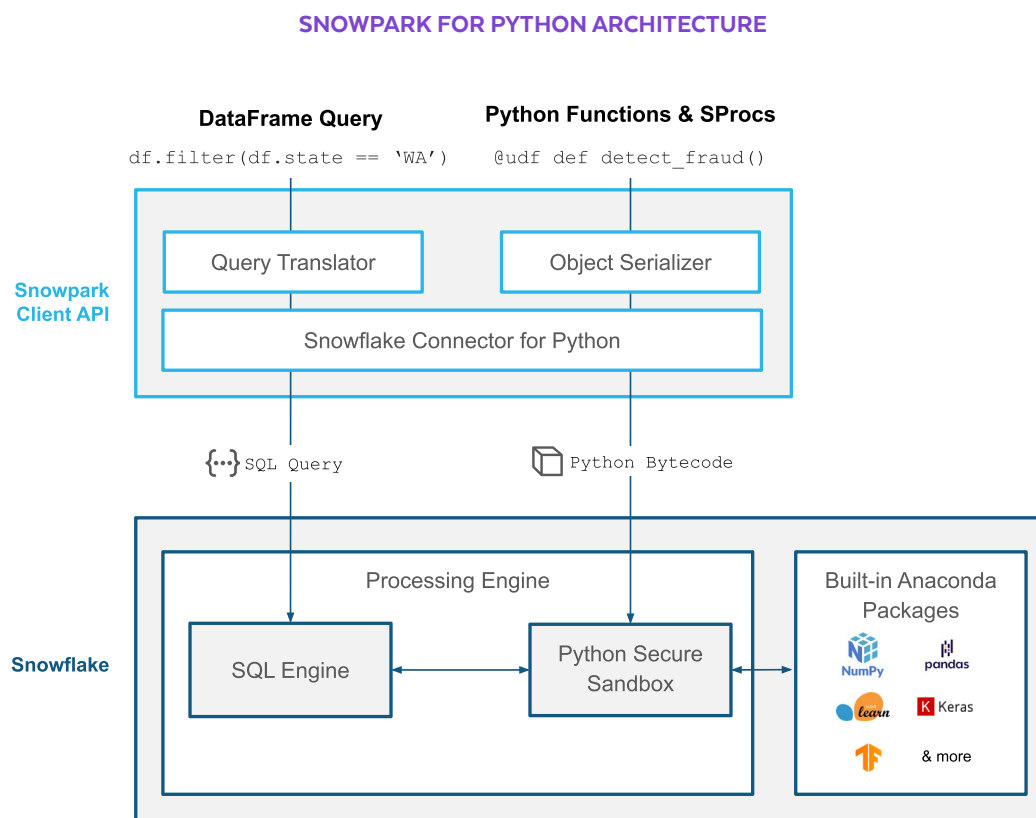 SNOWPARK FOR PYTHON ARCHITECTURE
DataFrame Query
df.filter(df.state == ‘WA’)
Python Functions & SProcs
@udf def detect_fraud()
Snowpark
Client API
Query Translator
Object Serializer
Snowflake Connector for Python
{···} SQL Query
Python Bytecode
Snowflake
Processing Engine
SQL Engine
Python Secure
Sandbox
Built-in Anaconda
Packages
NumPy
pandas
learn
K Keras
TF
& more